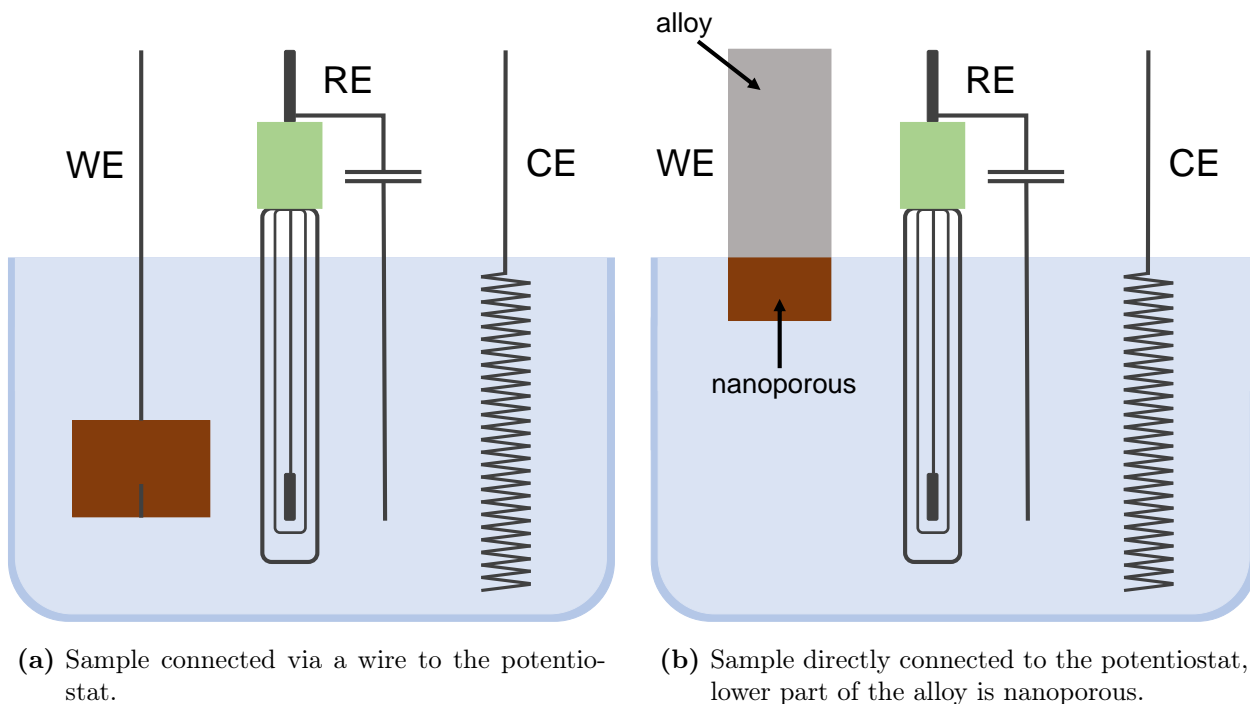 WE
RE
CE
(a) Sample connected via a wire to the potentio-
stat.
alloy
WE
RE
CE
nanoporous
(b) Sample directly connected to the potentiostat,
lower part of the alloy is nanoporous.